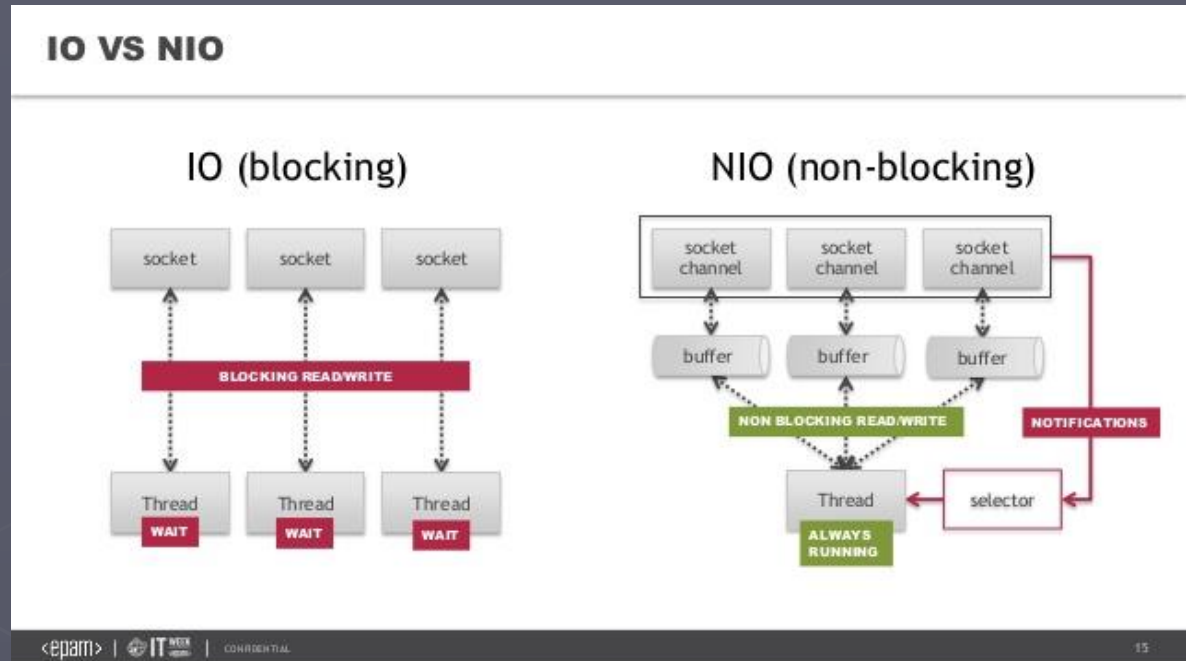 IO VS NIO
IO (blocking)
socket
socket
socket
BLOCKING READ/WRITE
Thread
WAIT
Thread
WAIT
Thread
WAIT
NIO (non-blocking)
socket
channel
socket
channel
socket
channel
buffer
buffer
buffer
NON BLOCKING READ/WRITE
NOTIFICATIONS
Thread
ALWAYS
RUNNING
selector
<epam> | IT WEEK | CONFIDENTIAL
15